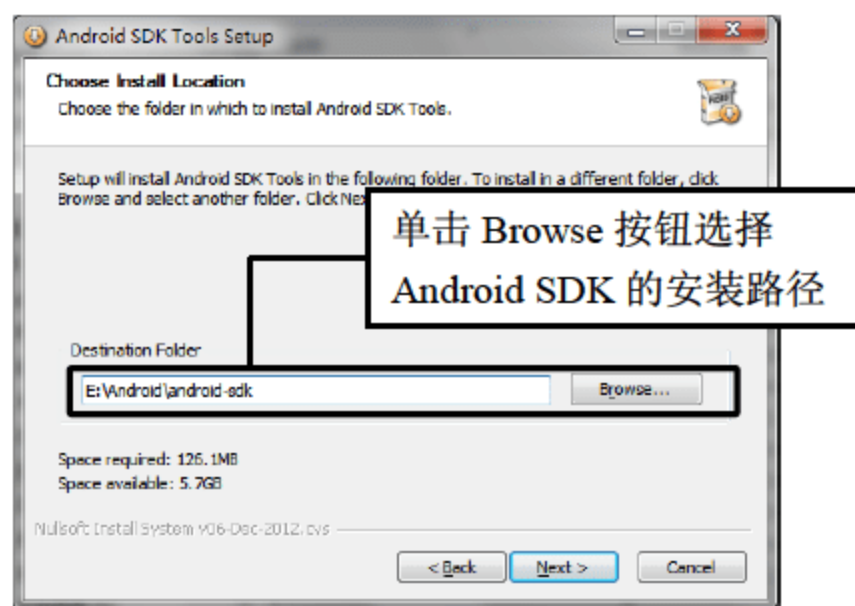 Android SDK Tools Setup
Choose Install Location
Choose the folder in which to install Android SDK Tools.
Setup will install Android SDK Tools in the following folder. To install in a different folder, click
Browse and select another folder. Click Nex
单击 Browse 按钮选择
Android SDK 的安装路径
Destination Folder
E:\Android\android-sdk
Browse...
Space required: 126.1MB
Space available: 5.7GB
Nullsoft Install System v06-Dec-2012.cvs
< Back
Next >
Cancel